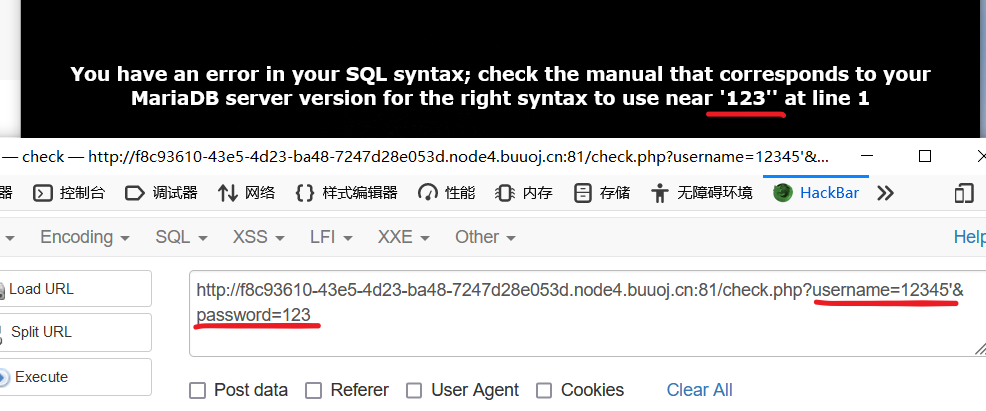 You have an error in your SQL syntax; check the manual that corresponds to your
MariaDB server version for the right syntax to use near '123'' at line 1
— check — http://f8c93610-43e5-4d23-ba48-7247d28e053d.node4.buuoj.cn:81/check.php?username=12345'&...
器 控制台 调试器 网络 样式编辑器 性能 内存 存储 无障碍环境 HackBar
Encoding SQL XSS LFI XXE Other Help
Load URL
http://f8c93610-43e5-4d23-ba48-7247d28e053d.node4.buuoj.cn:81/check.php?username=12345'&
password=123
Split URL
Execute
Post data Referer User Agent Cookies Clear All